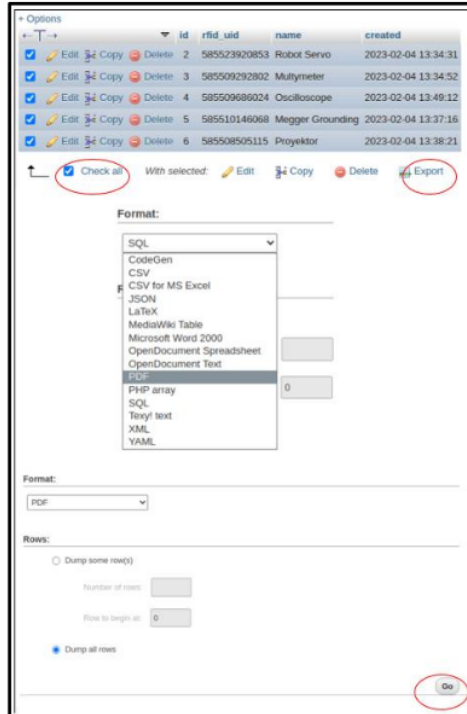 + Options
id rfid_uid name created
Edit Copy Delete 2 585523920853 Robot Servo 2023-02-04 13:34:31
Edit Copy Delete 3 585509292802 Multymeter 2023-02-04 13:34:52
Edit Copy Delete 4 585509686024 Oscilloscope 2023-02-04 13:49:12
Edit Copy Delete 5 585510146068 Megger Grounding 2023-02-04 13:37:16
Edit Copy Delete 6 585508505115 Proyektor 2023-02-04 13:38:21
Check all With selected: Edit Copy Delete Export
Format:
SQL
CodeGen
CSV
CSV for MS Excel
JSON
LaTeX
MediaWiki Table
Microsoft Word 2000
OpenDocument Spreadsheet
OpenDocument Text
PDF
PHP array
SQL
Texy! text
XML
YAML
0
Format:
PDF
Rows:
Dump some row(s)
Number of rows:
Row to begin at: 0
Dump all rows
Go